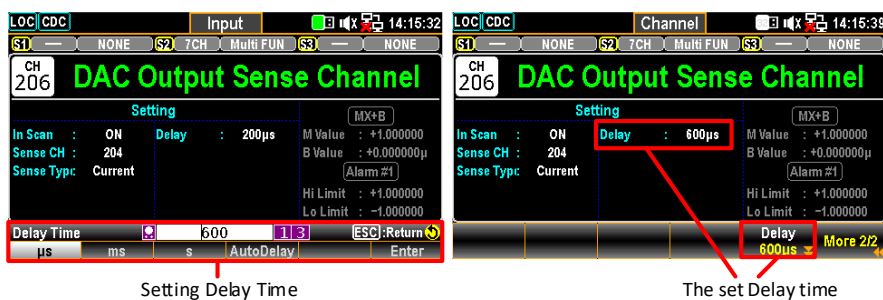 LOC CDC Input 14:15:32
S1 — NONE S2 7CH Multi FUN S3 — NONE
CH 206 DAC Output Sense Channel
Setting MX+B
In Scan : ON Delay : 200µs M Value : +1.000000
Sense CH : 204 B Value : +0.000000µ
Sense Type: Current Alarm #1
Hi Limit : +1.000000
Lo Limit : -1.000000
Delay Time 600 1 3 ESC:Return
µs ms s AutoDelay Enter
Setting Delay Time
LOC CDC Channel 14:15:39
S1 — NONE S2 7CH Multi FUN S3 — NONE
CH 206 DAC Output Sense Channel
Setting MX+B
In Scan : ON Delay : 600µs M Value : +1.000000
Sense CH : 204 B Value : +0.000000µ
Sense Type: Current Alarm #1
Hi Limit : +1.000000
Lo Limit : -1.000000
Delay 600µs More 2/2
The set Delay time